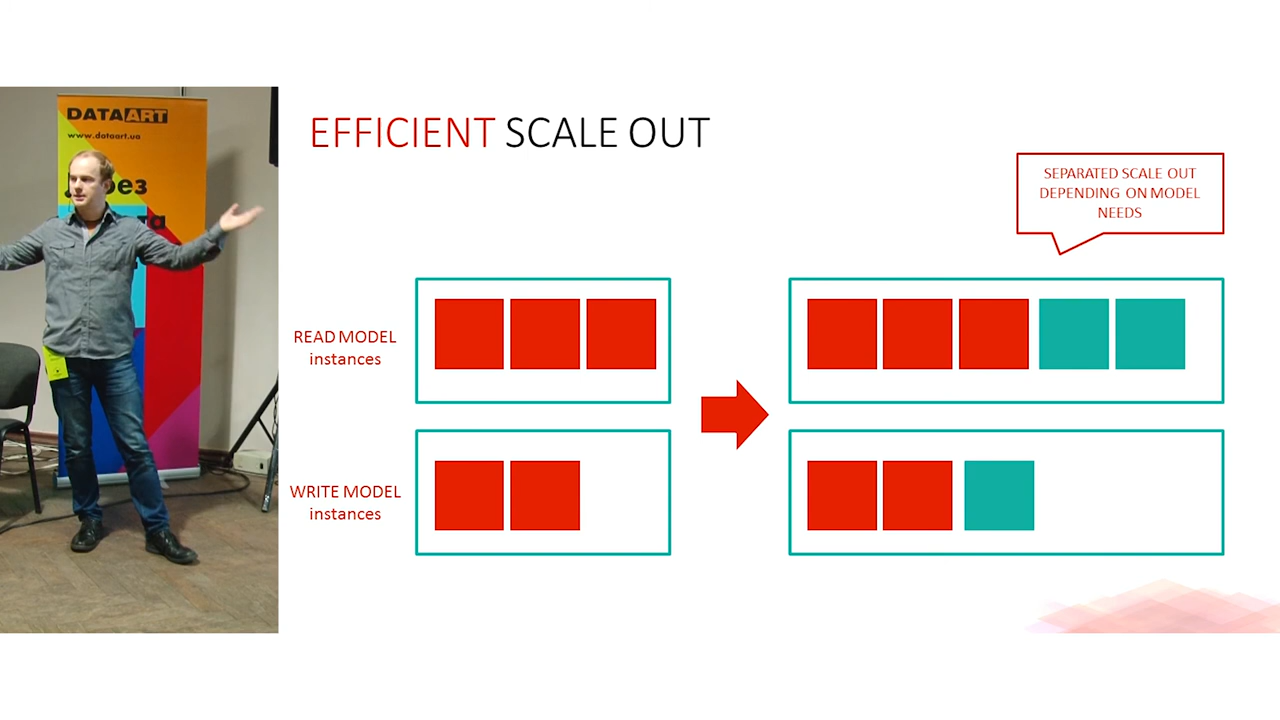 DATAART
www.dataart.ua
EFFICIENT SCALE OUT
SEPARATED SCALE OUT
DEPENDING ON MODEL
NEEDS
READ MODEL
instances
WRITE MODEL
instances